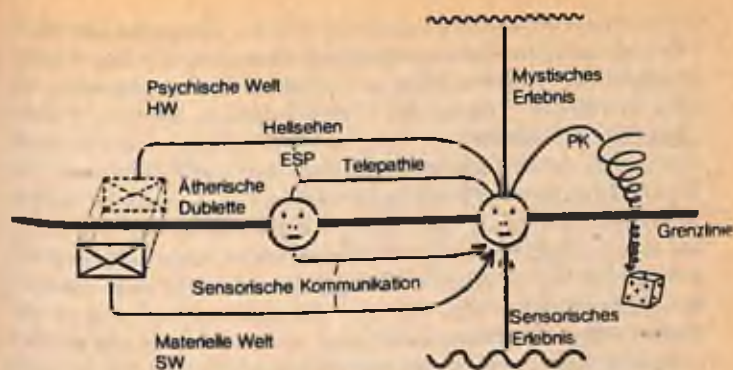 Psychische Welt
HW
Mystisches
Erlebnis
Hellsehen
ESP
Telepathie
PK
Ätherische
Dublette
Grenzlinie
Sensorische Kommunikation
Materielle Welt
SW
Sensorisches
Erlebnis